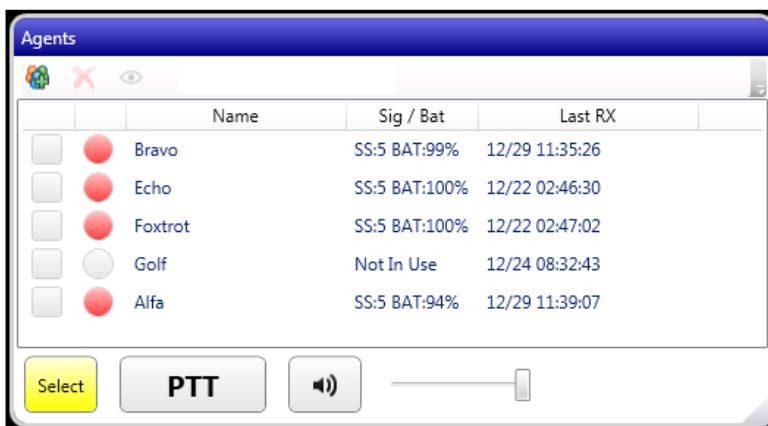 Agents
Name Sig / Bat Last RX
Bravo SS:5 BAT:99% 12/29 11:35:26
Echo SS:5 BAT:100% 12/22 02:46:30
Foxtrot SS:5 BAT:100% 12/22 02:47:02
Golf Not In Use 12/24 08:32:43
Alfa SS:5 BAT:94% 12/29 11:39:07
Select PTT